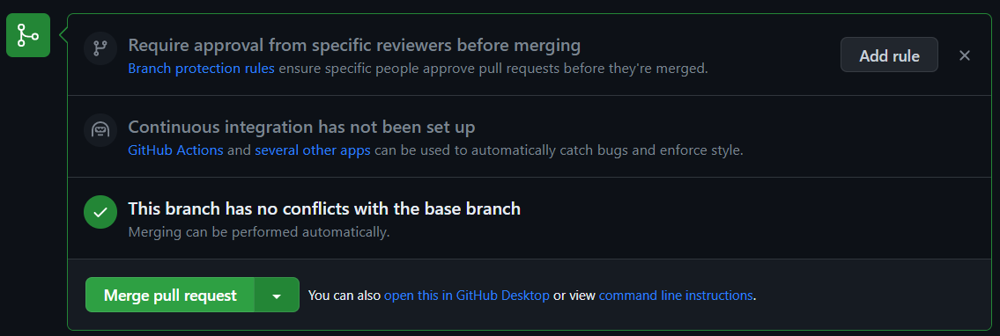 Require approval from specific reviewers before merging
Branch protection rules ensure specific people approve pull requests before they're merged.
Add rule
Continuous integration has not been set up
GitHub Actions and several other apps can be used to automatically catch bugs and enforce style.
This branch has no conflicts with the base branch
Merging can be performed automatically.
Merge pull request
You can also open this in GitHub Desktop or view command line instructions.